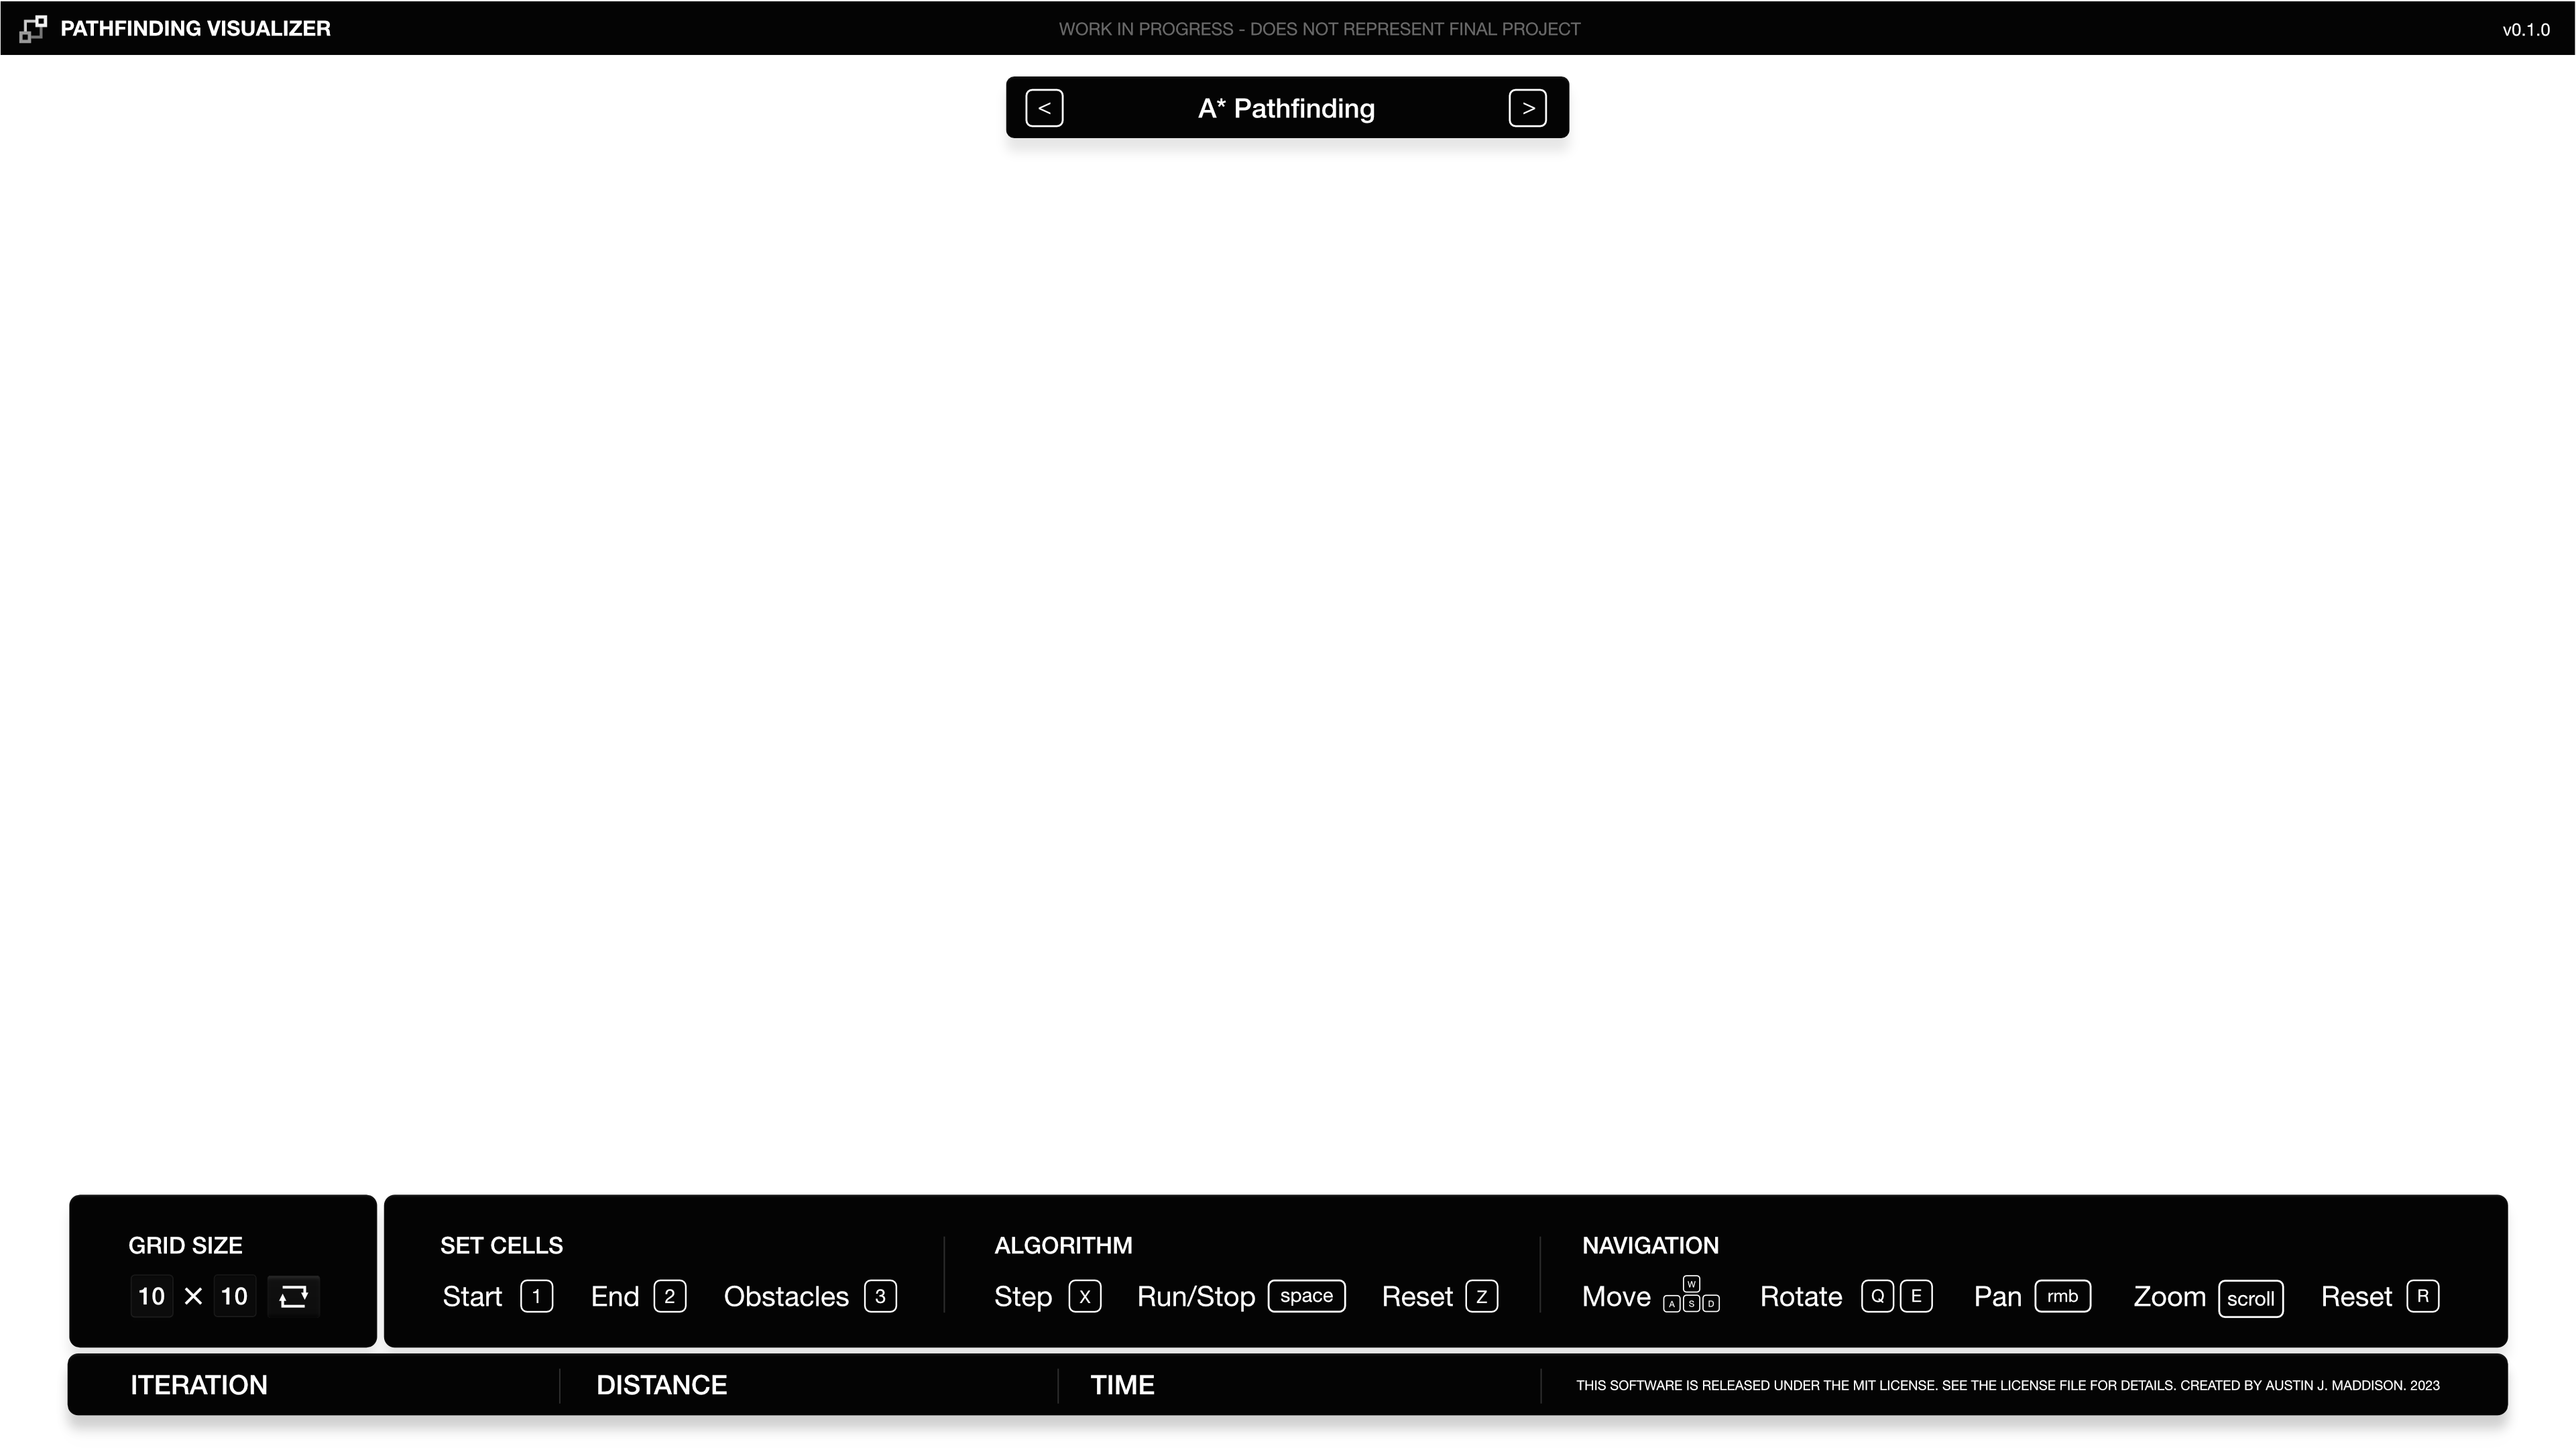 PATHFINDING VISUALIZER
WORK IN PROGRESS - DOES NOT REPRESENT FINAL PROJECT
v0.1.0
< A* Pathfinding >
GRID SIZE
10 × 10
SET CELLS
Start 1 End 2 Obstacles 3
ALGORITHM
Step X Run/Stop space Reset Z
NAVIGATION
W
Move A S D Rotate Q E Pan rmb Zoom scroll Reset R
ITERATION
DISTANCE
TIME
THIS SOFTWARE IS RELEASED UNDER THE MIT LICENSE. SEE THE LICENSE FILE FOR DETAILS. CREATED BY AUSTIN J. MADDISON. 2023